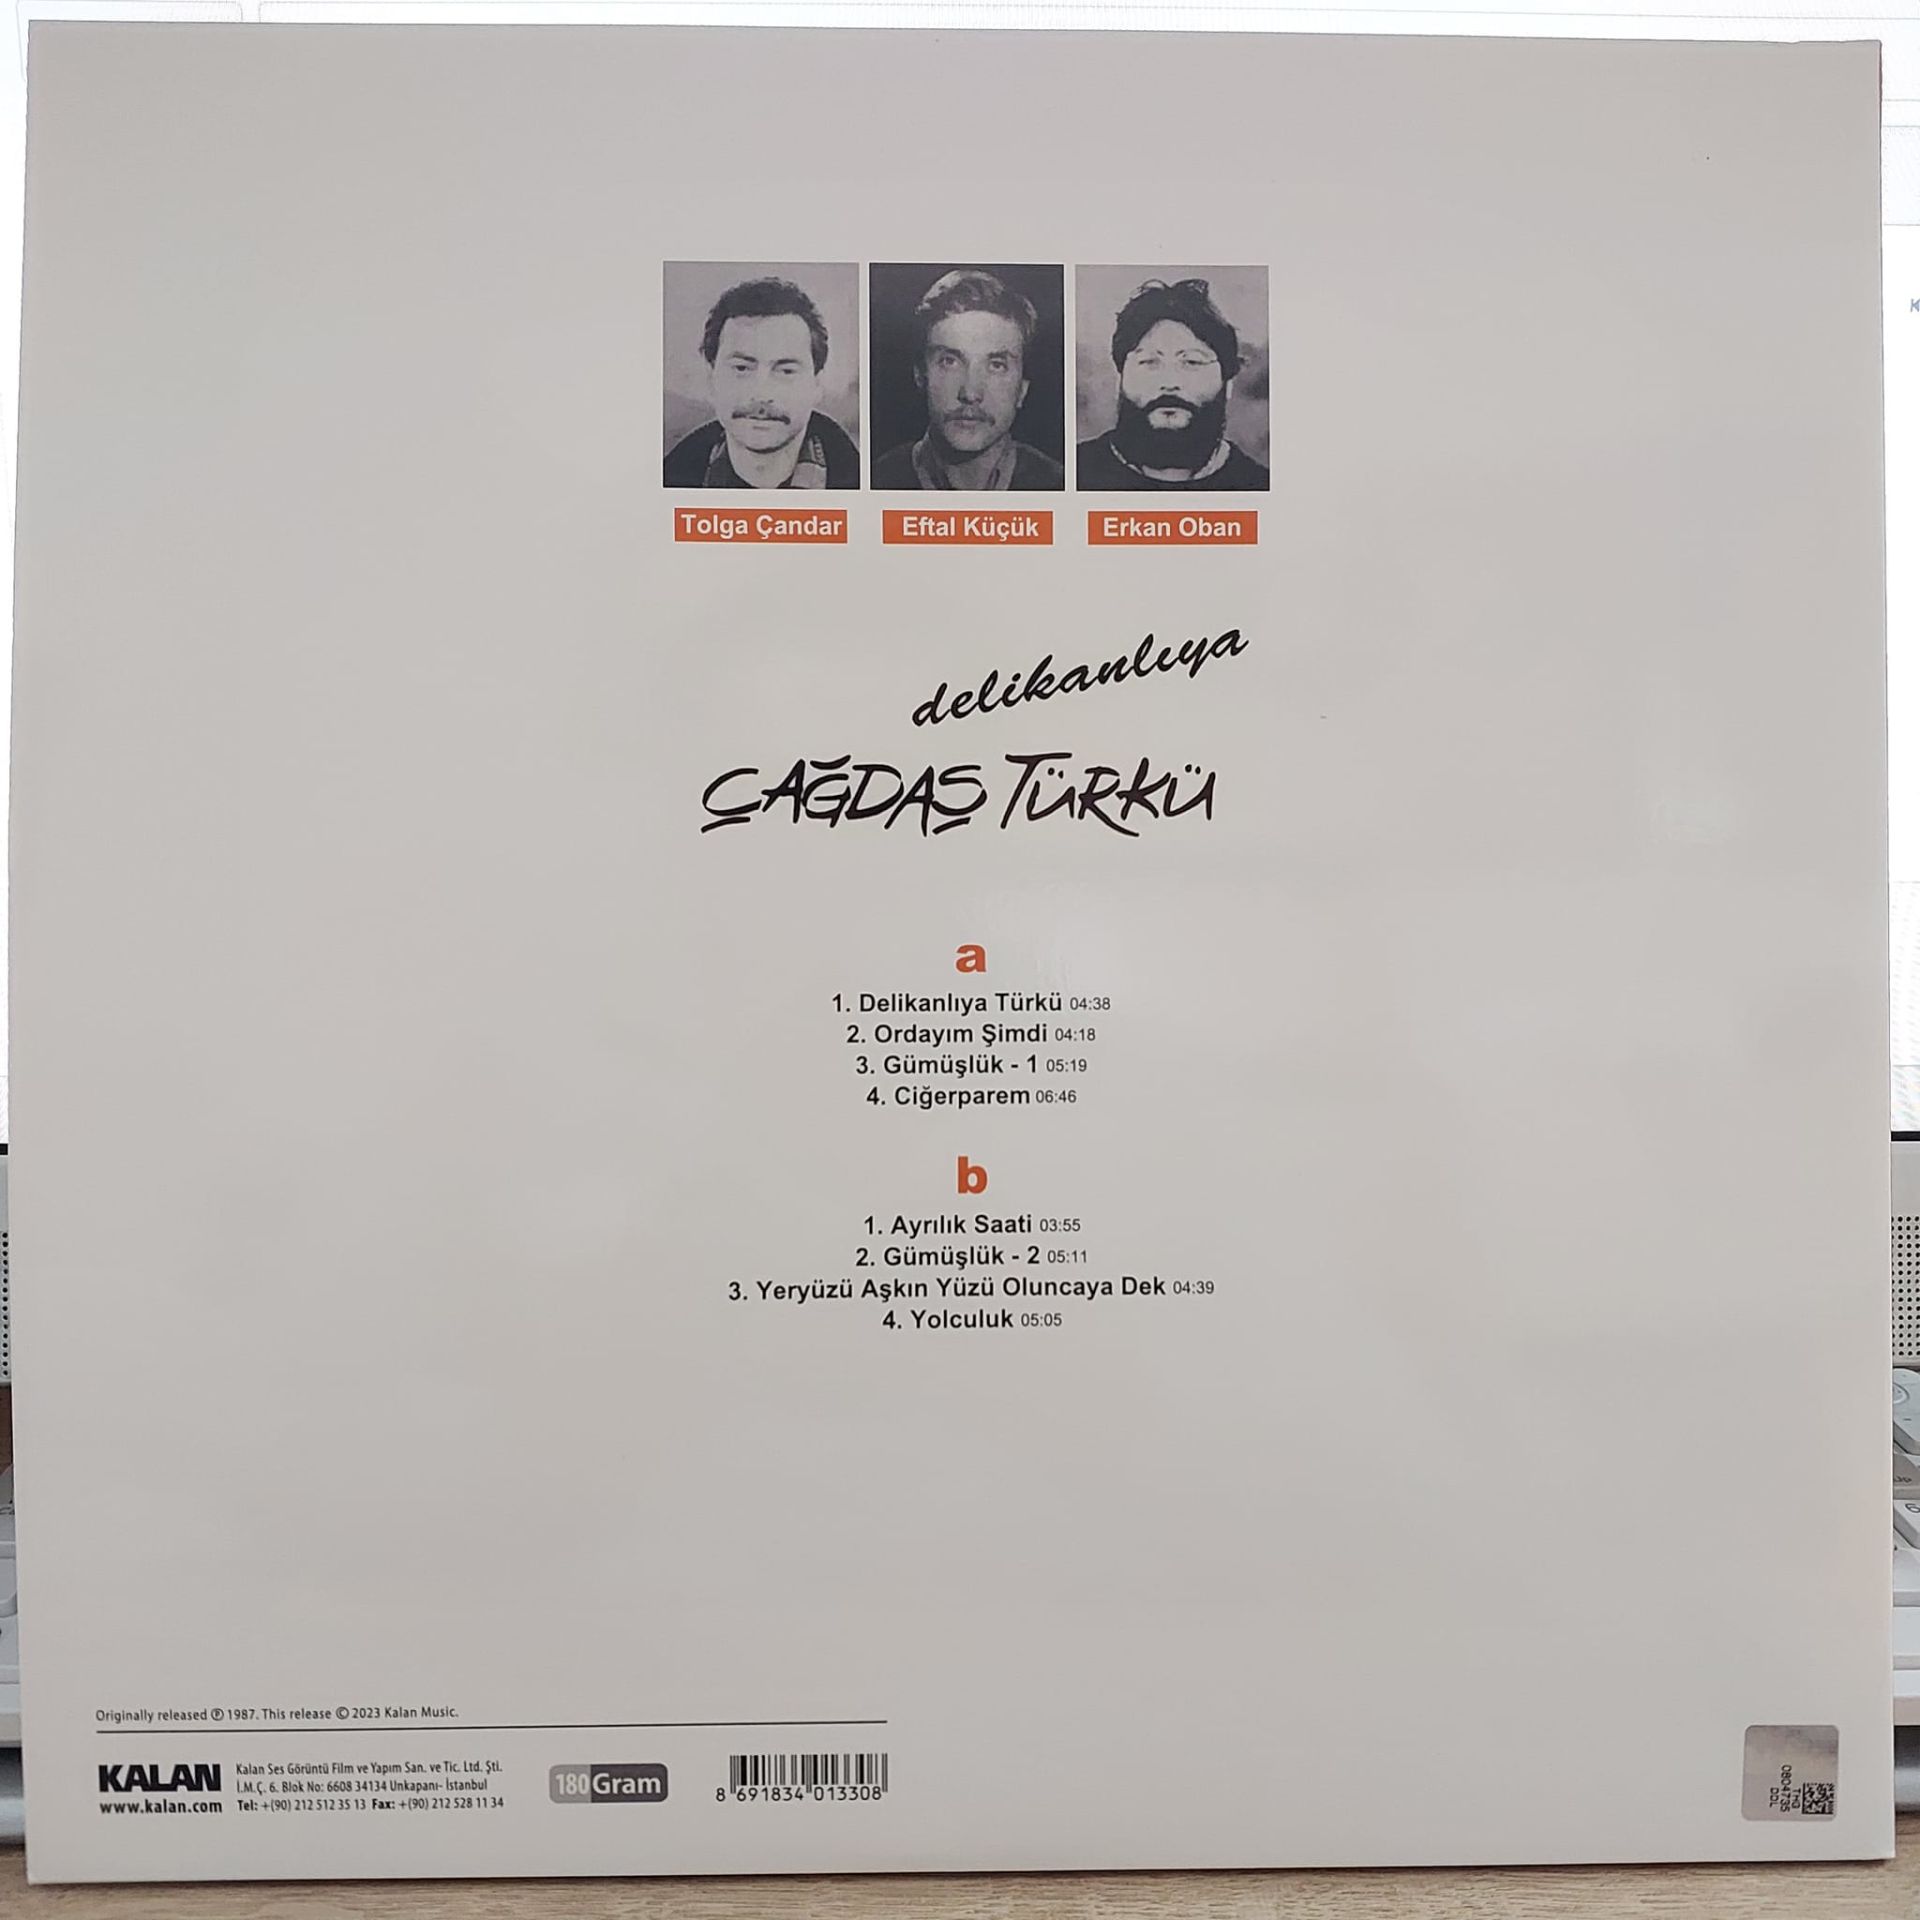 Tolga Çandar
Eftal Küçük
Erkan Oban
delikanlıya
ÇAĞDAŞ TÜRKÜ
a
1. Delikanlıya Türkü 04:38
2. Ordayım Şimdi 04:18
3. Gümüşlük - 1 05:19
4. Ciğerparem 06:46
b
1. Ayrılık Saati 03:55
2. Gümüşlük - 2 05:11
3. Yeryüzü Aşkın Yüzü Oluncaya Dek 04:39
4. Yolculuk 05:05
Originally released ℗ 1987. This release © 2023 Kalan Music.
KALAN
www.kalan.com
Kalan Ses Görüntü Film ve Yapım San. ve Tic. Ltd. Şti.
İ.M.Ç. 6. Blok No: 6608 34134 Unkapanı- İstanbul
Tel: +(90) 212 512 35 13 Fax: +(90) 212 528 11 34
180 Gram
8 691834 013308
THG
0804735
DDL